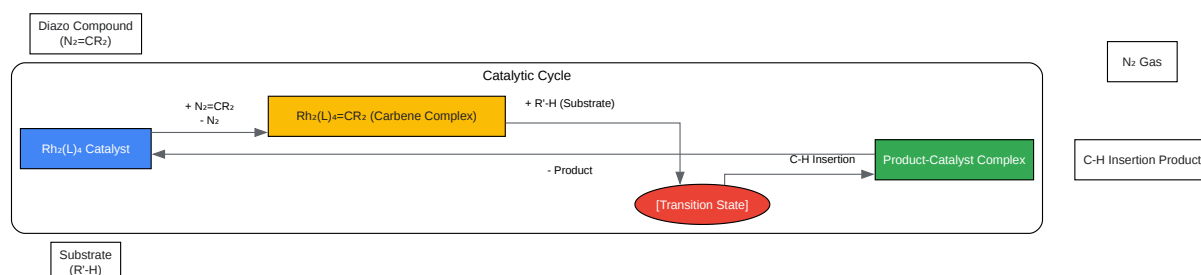 Diazo Compound
(N₂=CR₂)
N₂ Gas
Catalytic Cycle
+ N₂=CR₂
- N₂
Rh₂(L)₄=CR₂ (Carbene Complex)
+ R'-H (Substrate)
Rh₂(L)₄ Catalyst
- Product
C-H Insertion
Product-Catalyst Complex
C-H Insertion Product
[Transition State]
Substrate
(R'-H)